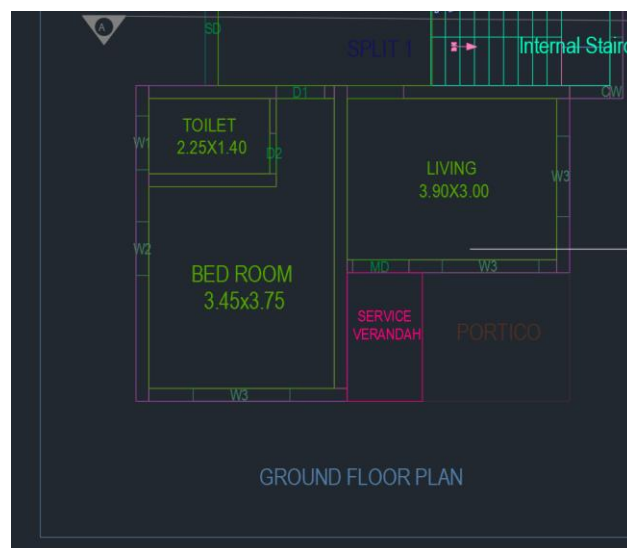 A
SD
SPLIT 1
Internal Stairc
D1
CW
TOILET
2.25X1.40
W1
D2
LIVING
3.90X3.00
W3
W2
BED ROOM
3.45x3.75
MD
W3
SERVICE
VERANDAH
PORTICO
W3
GROUND FLOOR PLAN